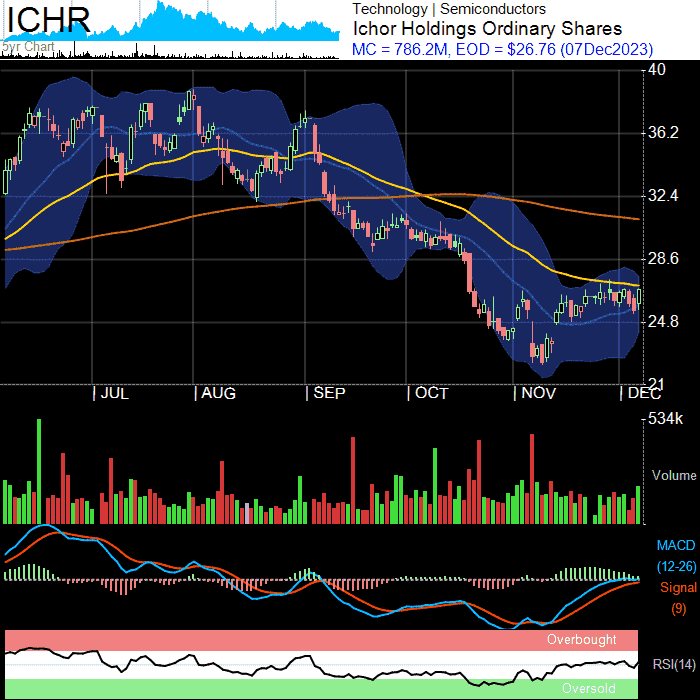 ICHR
5yr Chart
Technology | Semiconductors
Ichor Holdings Ordinary Shares
MC = 786.2M, EOD = $26.76 (07Dec2023)
40
36.2
32.4
28.6
24.8
21
| JUL | AUG | SEP | OCT | NOV | DEC
534k
Volume
MACD
(12-26)
Signal
(9)
Overbought
RSI(14)
Oversold